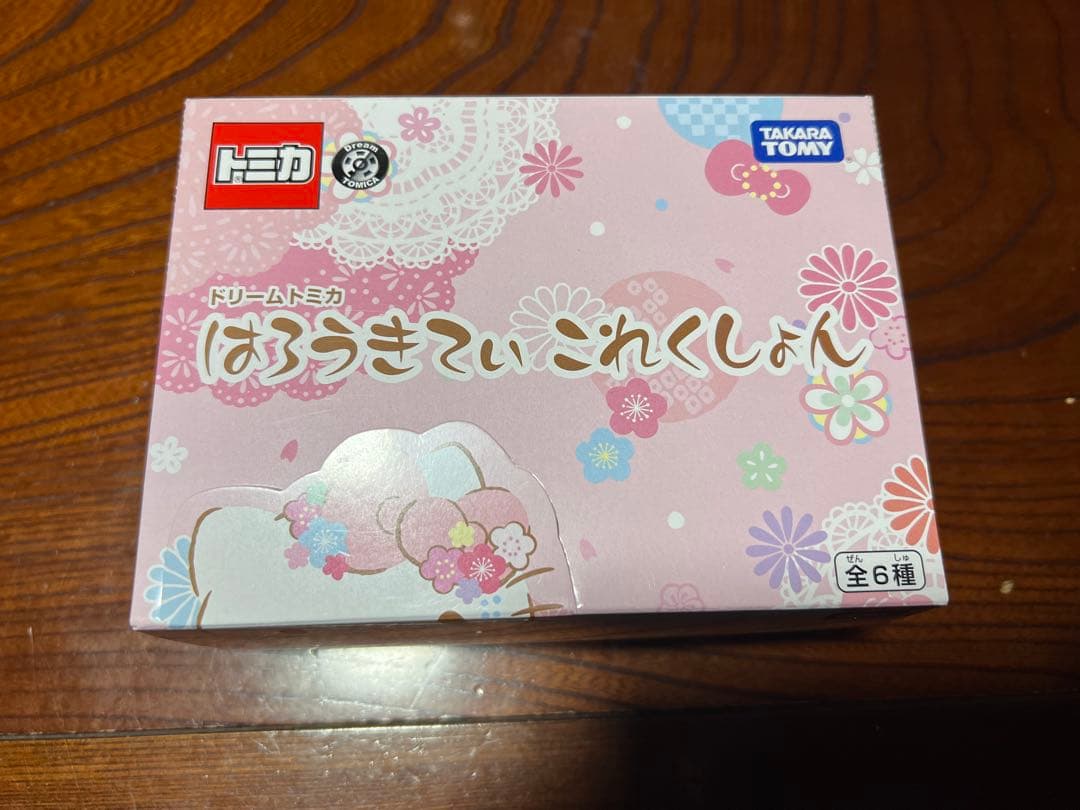 トミカ
Dream
TOMICA
TAKARA
TOMY
ドリームトミカ
はろうきてぃ これくしょん
ぜん しゅ
全6種